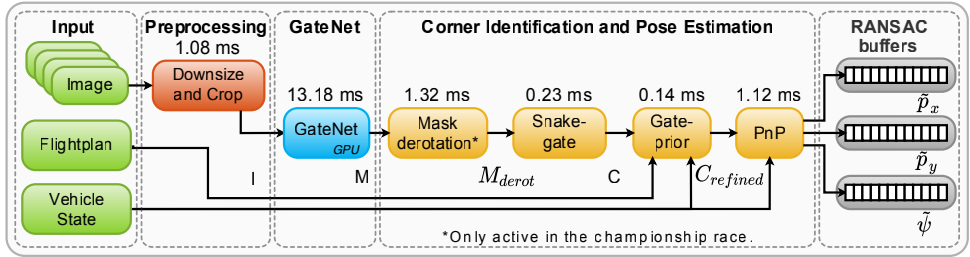 Input
Preprocessing
GateNet
Corner Identification and Pose Estimation
RANSAC
buffers
1.08 ms
Image
Downsize
and Crop
13.18 ms
1.32 ms
0.23 ms
0.14 ms
1.12 ms
GateNet
GPU
Mask
derotation*
Snake-
gate
Gate-
prior
PnP
p̃x
Flightplan
p̃y
I
M
Mderot
C
Crefined
Vehicle
State
ψ̃
*Only active in the championship race.